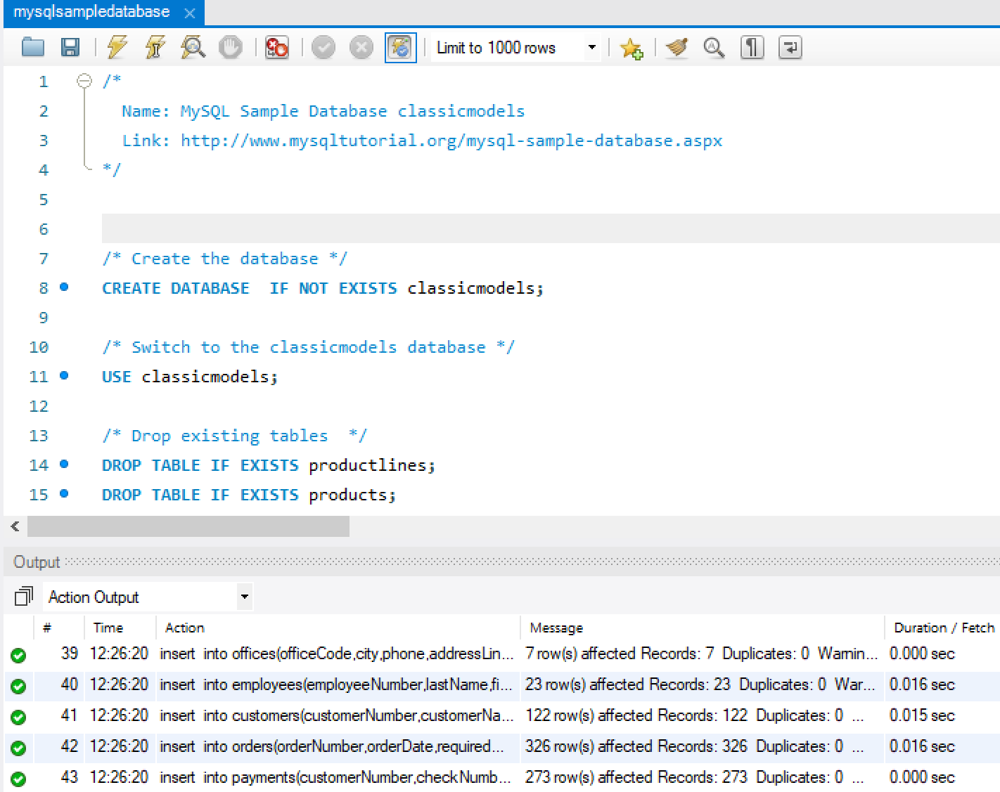 mysqlsampledatabase
Limit to 1000 rows
1 /*
2 Name: MySQL Sample Database classicmodels
3 Link: http://www.mysqltutorial.org/mysql-sample-database.aspx
4 */
5
6
7 /* Create the database */
8 CREATE DATABASE  IF NOT EXISTS classicmodels;
9
10 /* Switch to the classicmodels database */
11 USE classicmodels;
12
13 /* Drop existing tables  */
14 DROP TABLE IF EXISTS productlines;
15 DROP TABLE IF EXISTS products;
Output
Action Output
# Time Action Message Duration / Fetch
39 12:26:20 insert  into offices(officeCode,city,phone,addressLin... 7 row(s) affected Records: 7  Duplicates: 0  Warnin... 0.000 sec
40 12:26:20 insert  into employees(employeeNumber,lastName,fi... 23 row(s) affected Records: 23  Duplicates: 0  War... 0.016 sec
41 12:26:20 insert  into customers(customerNumber,customerNa... 122 row(s) affected Records: 122  Duplicates: 0  ... 0.015 sec
42 12:26:20 insert  into orders(orderNumber,orderDate,required... 326 row(s) affected Records: 326  Duplicates: 0  ... 0.016 sec
43 12:26:20 insert  into payments(customerNumber,checkNumb... 273 row(s) affected Records: 273  Duplicates: 0  ... 0.000 sec